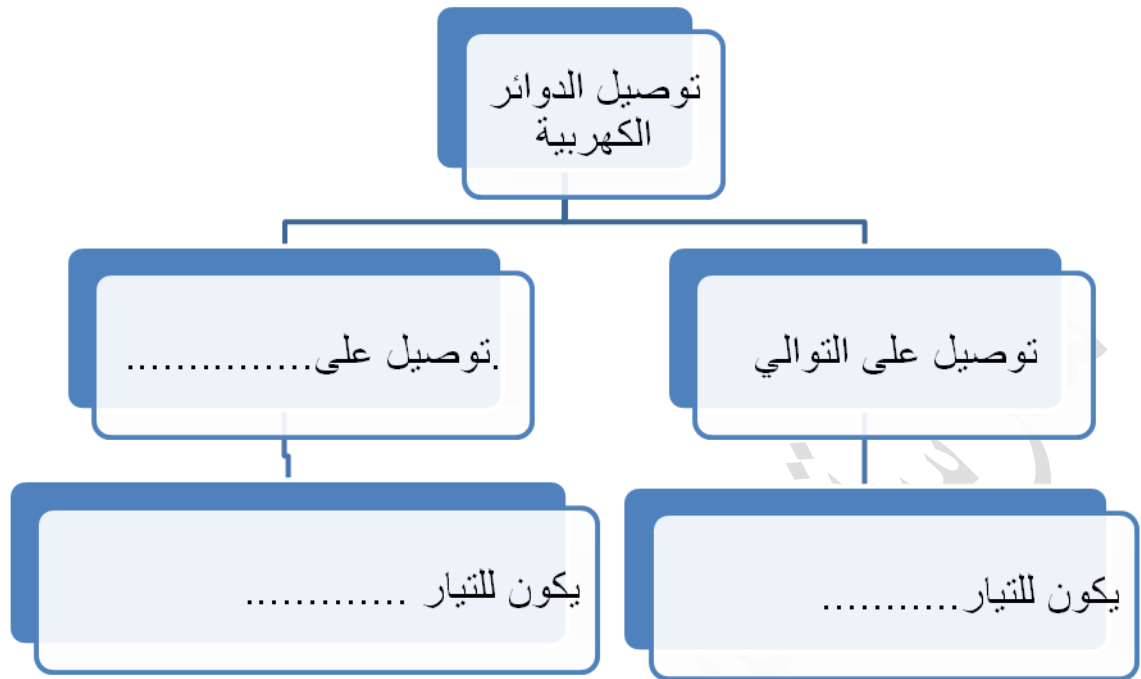 توصيل الدوائر
الكهربية
توصيل على التوالي
.توصيل على...............
يكون للتيار...........
يكون للتيار .............